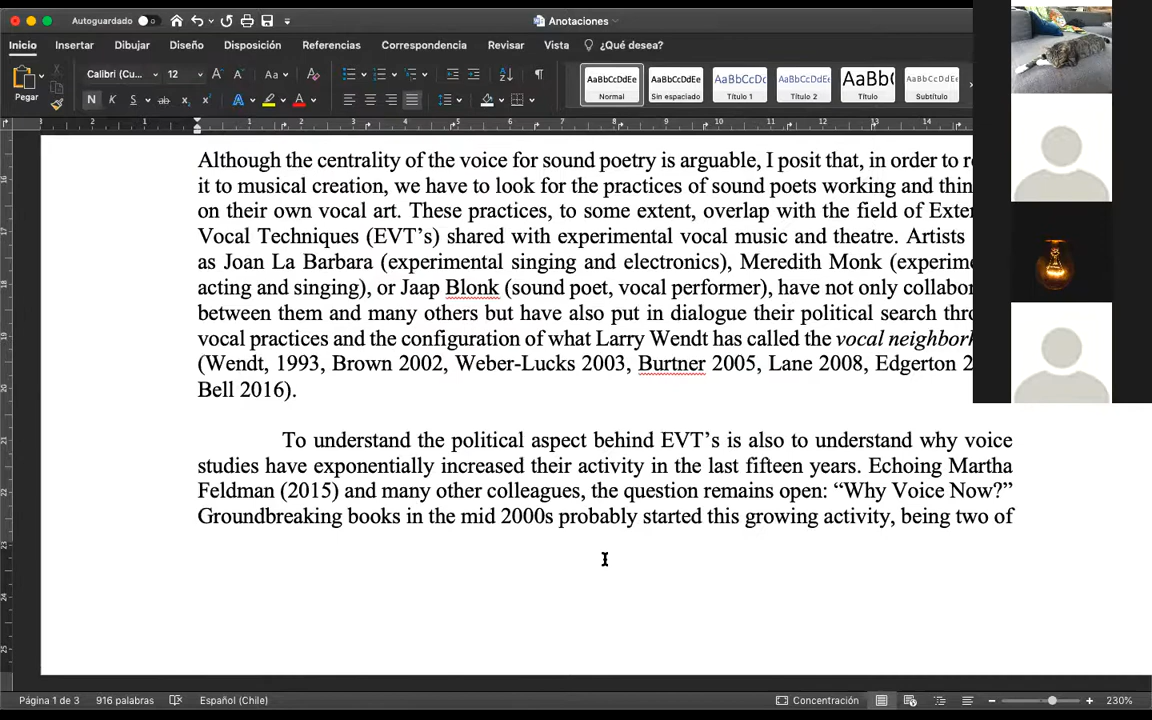 Autoguardado
Anotaciones
Inicio Insertar Dibujar Diseño Disposición Referencias Correspondencia Revisar Vista ¿Qué desea?
Pegar
Calibri (Cu... 12
N K S ab x₂ x²
AaBbCcDdEe AaBbCcDdEe AaBbCcDc AaBbCcDdEe AaBb( AaBbCcDdEe
Normal Sin espaciado Título 1 Título 2 Título Subtítulo
Although the centrality of the voice for sound poetry is arguable, I posit that, in order to
it to musical creation, we have to look for the practices of sound poets working and
on their own vocal art. These practices, to some extent, overlap with the field of
Vocal Techniques (EVT’s) shared with experimental vocal music and theatre. Artists
as Joan La Barbara (experimental singing and electronics), Meredith Monk
acting and singing), or Jaap Blonk (sound poet, vocal performer), have not only
between them and many others but have also put in dialogue their political search
vocal practices and the configuration of what Larry Wendt has called the vocal
(Wendt, 1993, Brown 2002, Weber-Lucks 2003, Burtner 2005, Lane 2008, Edgerton
Bell 2016).
To understand the political aspect behind EVT’s is also to understand why voice
studies have exponentially increased their activity in the last fifteen years. Echoing Martha
Feldman (2015) and many other colleagues, the question remains open: “Why Voice Now?”
Groundbreaking books in the mid 2000s probably started this growing activity, being two of
Página 1 de 3 916 palabras Español (Chile) Concentración 230%